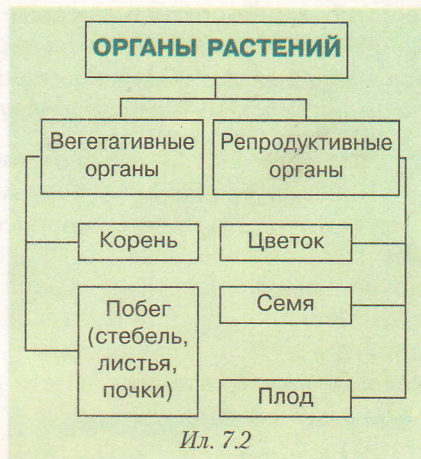 ОРГАНЫ РАСТЕНИЙ
Вегетативные
органы
Репродуктивные
органы
Корень
Цветок
Побег
(стебель,
листья,
почки)
Семя
Плод
Ил. 7.2